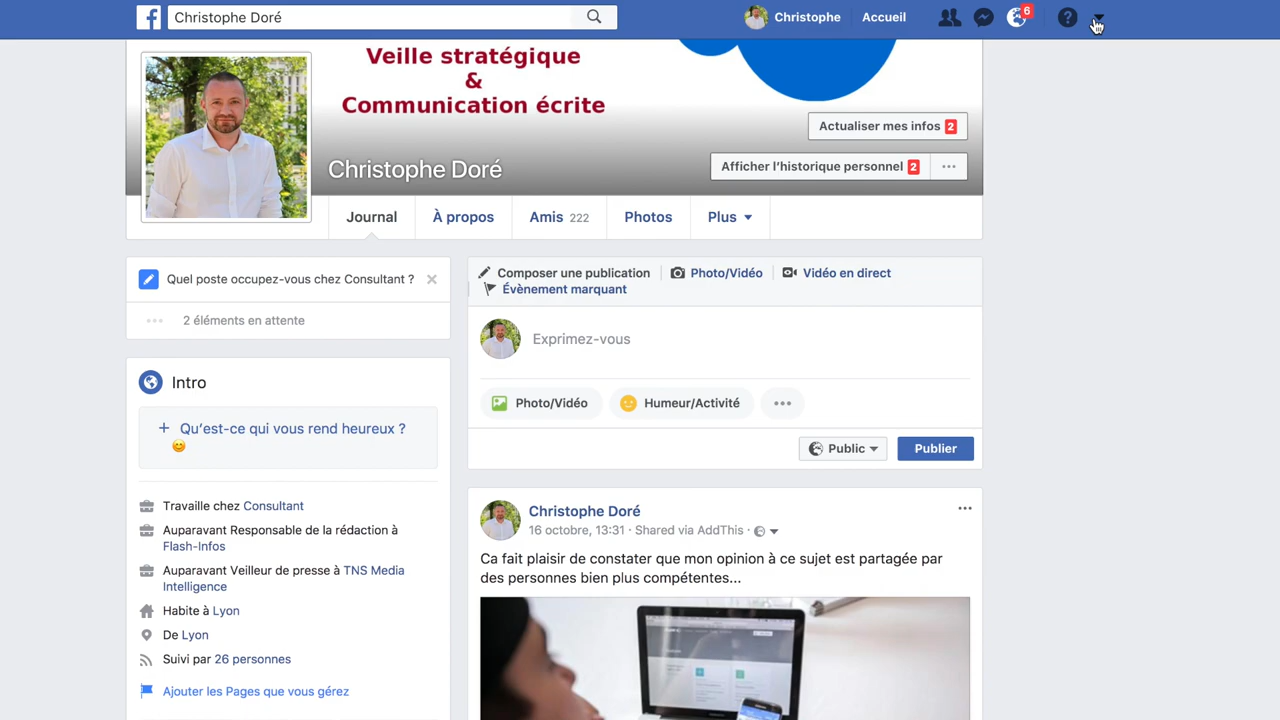 Christophe Doré
Christophe
Accueil
6
Veille stratégique
&
Communication écrite
Actualiser mes infos 2
Christophe Doré
Afficher l’historique personnel 2
Journal
À propos
Amis 222
Photos
Plus
Quel poste occupez-vous chez Consultant ?
2 éléments en attente
Intro
+ Qu’est-ce qui vous rend heureux ?
Travaille chez Consultant
Auparavant Responsable de la rédaction à
Flash-Infos
Auparavant Veilleur de presse à TNS Media
Intelligence
Habite à Lyon
De Lyon
Suivi par 26 personnes
Ajouter les Pages que vous gérez
Composer une publication
Photo/Vidéo
Vidéo en direct
Évènement marquant
Exprimez-vous
Photo/Vidéo
Humeur/Activité
Public
Publier
Christophe Doré
16 octobre, 13:31 · Shared via AddThis ·
Ca fait plaisir de constater que mon opinion à ce sujet est partagée par
des personnes bien plus compétentes...